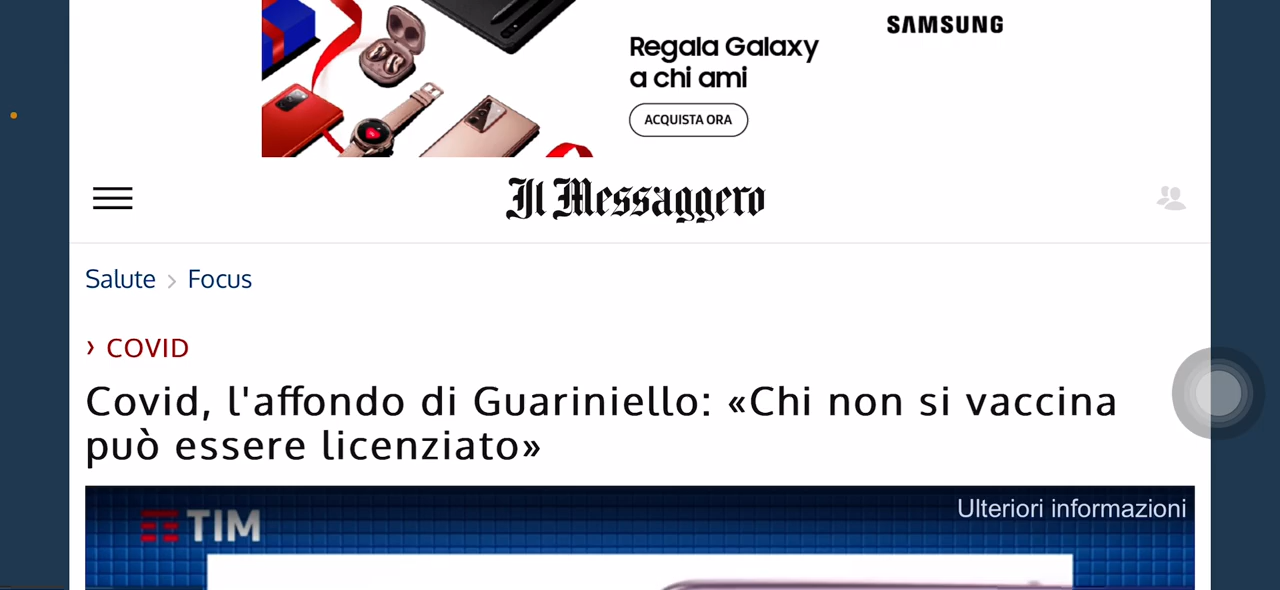 SAMSUNG
Regala Galaxy
a chi ami
ACQUISTA ORA
Il Messaggero
Salute > Focus
› COVID
Covid, l'affondo di Guariniello: «Chi non si vaccina
può essere licenziato»
TIM
Ulteriori informazioni